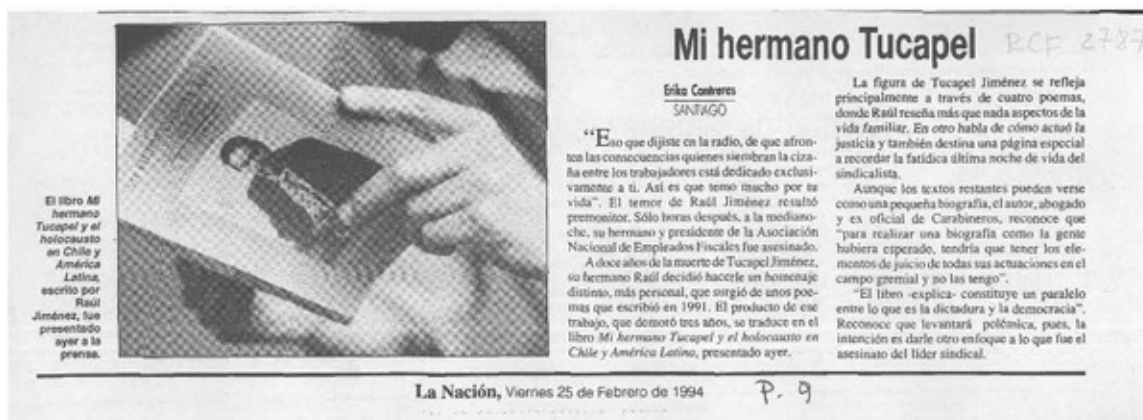 Mi hermano Tucapel
RCF 2787
Erika Contreras
SANTIAGO
“Eso que dijiste en la radio, de que afron-
ten las consecuencias quienes siembran la ciza-
ña entre los trabajadores está dedicado exclusi-
vamente a ti. Así es que temo mucho por tu
vida”. El temor de Raúl Jiménez resultó
premonitor. Sólo horas después, a la mediano-
che, su hermano y presidente de la Asociación
Nacional de Empleados Fiscales fue asesinado.
A doce años de la muerte de Tucapel Jiménez,
su hermano Raúl decidió hacerle un homenaje
distinto, más personal, que surgió de unos poe-
mas que escribió en 1991. El producto de ese
trabajo, que demoró tres años, se traduce en el
libro Mi hermano Tucapel y el holocausto en
Chile y América Latina, presentado ayer.
La figura de Tucapel Jiménez se refleja
principalmente a través de cuatro poemas,
donde Raúl reseña más que nada aspectos de la
vida familiar. En otro habla de cómo actuó la
justicia y también destina una página especial
a recordar la fatídica última noche de vida del
sindicalista.
Aunque los textos restantes pueden verse
como una pequeña biografía, el autor, abogado
y ex oficial de Carabineros, reconoce que
“para realizar una biografía como la gente
hubiera esperado, tendría que tener los ele-
mentos de juicio de todas sus actuaciones en el
campo gremial y no las tengo”.
“El libro -explica- constituye un paralelo
entre lo que es la dictadura y la democracia”.
Reconoce que levantará polémica, pues, la
intención es darle otro enfoque a lo que fue el
asesinato del líder sindical.
El libro Mi
hermano
Tucapel y el
holocausto
en Chile y
América
Latina,
escrito por
Raúl
Jiménez, fue
presentado
ayer a la
prensa.
La Nación, Viernes 25 de Febrero de 1994
P. 9